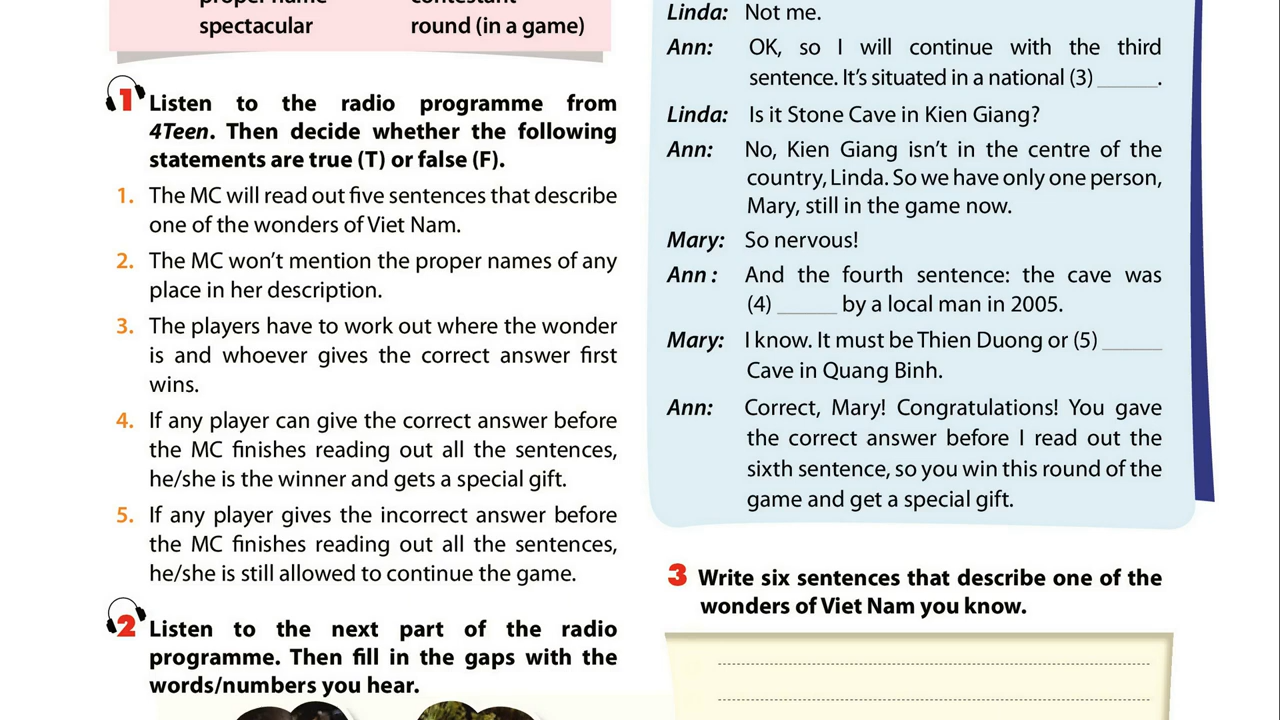 spectacular
round (in a game)
1 Listen to the radio programme from
4Teen. Then decide whether the following
statements are true (T) or false (F).
1. The MC will read out five sentences that describe
one of the wonders of Viet Nam.
2. The MC won't mention the proper names of any
place in her description.
3. The players have to work out where the wonder
is and whoever gives the correct answer first
wins.
4. If any player can give the correct answer before
the MC finishes reading out all the sentences,
he/she is the winner and gets a special gift.
5. If any player gives the incorrect answer before
the MC finishes reading out all the sentences,
he/she is still allowed to continue the game.
2 Listen to the next part of the radio
programme. Then fill in the gaps with the
words/numbers you hear.
Linda: Not me.
Ann: OK, so I will continue with the third
sentence. It's situated in a national (3) ______.
Linda: Is it Stone Cave in Kien Giang?
Ann: No, Kien Giang isn't in the centre of the
country, Linda. So we have only one person,
Mary, still in the game now.
Mary: So nervous!
Ann : And the fourth sentence: the cave was
(4) ______ by a local man in 2005.
Mary: I know. It must be Thien Duong or (5) ______
Cave in Quang Binh.
Ann: Correct, Mary! Congratulations! You gave
the correct answer before I read out the
sixth sentence, so you win this round of the
game and get a special gift.
3 Write six sentences that describe one of the
wonders of Viet Nam you know.